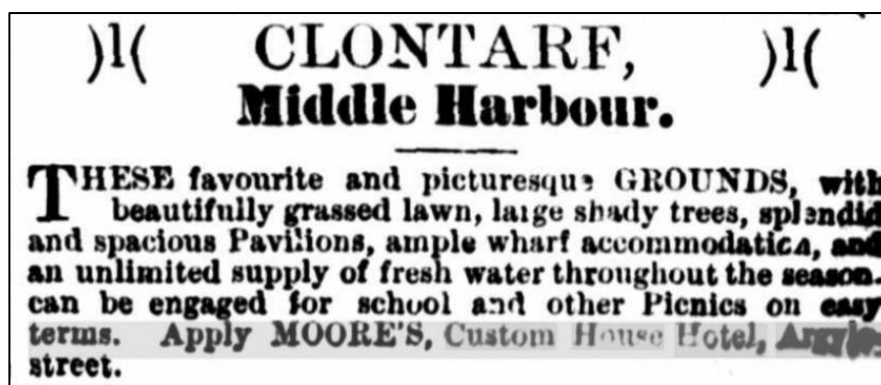 )l( CLONTARF, )l(
Middle Harbour.
THESE favourite and picturesque GROUNDS, with
beautifully grassed lawn, large shady trees, splendid
and spacious Pavilions, ample wharf accommodation, and
an unlimited supply of fresh water throughout the season.
can be engaged for school and other Picnics on easy
terms. Apply MOORE'S, Custom House Hotel, Argyle-
street.